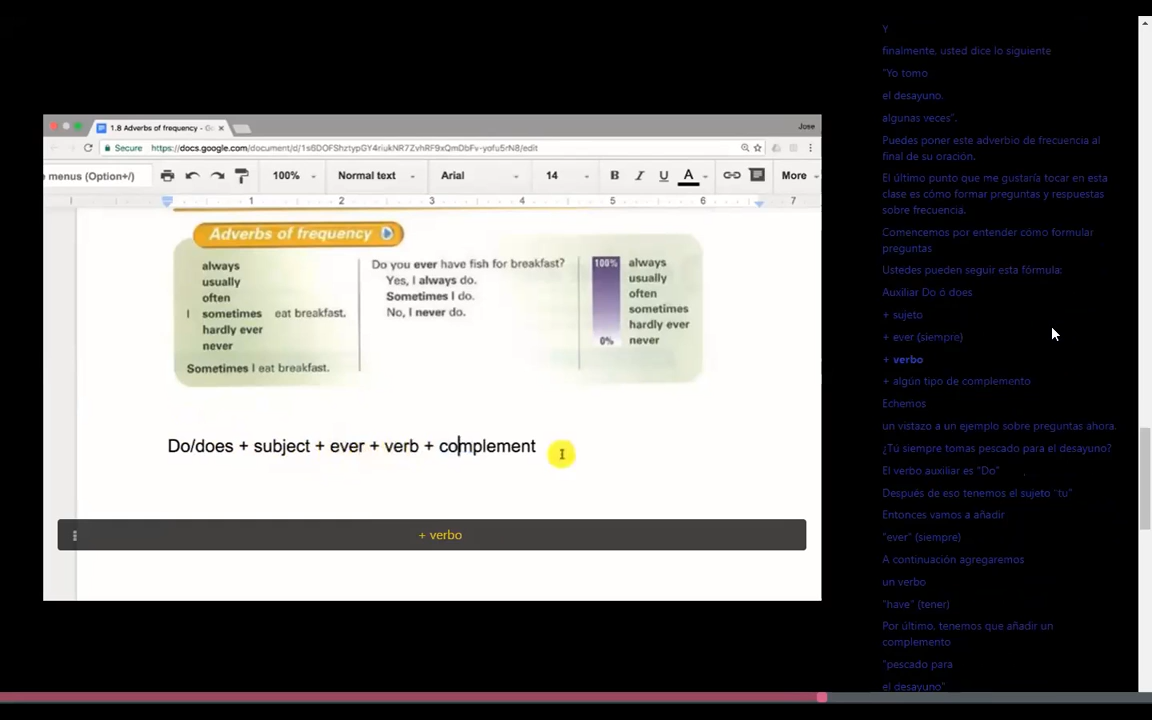 1.8 Adverbs of frequency - Go
Jose
Secure https://docs.google.com/document/d/1s6DOFShztypGY4riukNR7ZvhRF9xQmDbFv-yofu5rN8/edit
menus (Option+/) 100% Normal text Arial 14 B I U A More
1 2 3 4 5 6 7
Adverbs of frequency
always
usually
often
I sometimes eat breakfast.
hardly ever
never
Sometimes I eat breakfast.
Do you ever have fish for breakfast?
Yes, I always do.
Sometimes I do.
No, I never do.
100% always
usually
often
sometimes
hardly ever
0% never
Do/does + subject + ever + verb + complement
+ verbo
Y
finalmente, usted dice lo siguiente
"Yo tomo
el desayuno.
algunas veces".
Puedes poner este adverbio de frecuencia al
final de su oración.
El último punto que me gustaría tocar en esta
clase es cómo formar preguntas y respuestas
sobre frecuencia.
Comencemos por entender cómo formular
preguntas
Ustedes pueden seguir esta fórmula:
Auxiliar Do ó does
+ sujeto
+ ever (siempre)
+ verbo
+ algún tipo de complemento
Echemos
un vistazo a un ejemplo sobre preguntas ahora.
¿Tú siempre tomas pescado para el desayuno?
El verbo auxiliar es "Do"
Después de eso tenemos el sujeto "tu"
Entonces vamos a añadir
"ever" (siempre)
A continuación agregaremos
un verbo
"have" (tener)
Por último, tenemos que añadir un
complemento
"pescado para
el desayuno"